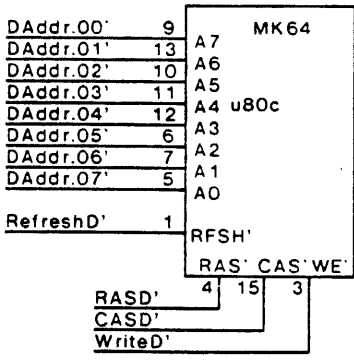 DAddr.00' 9 MK64
A7
DAddr.01' 13
A6
DAddr.02' 10
A5
DAddr.03' 11
A4 u80c
DAddr.04' 12
A3
DAddr.05' 6
A2
DAddr.06' 7
A1
DAddr.07' 5
A0
RefreshD' 1
RFSH'
RAS' CAS' WE'
4 15 3
RASD'
CASD'
WriteD'